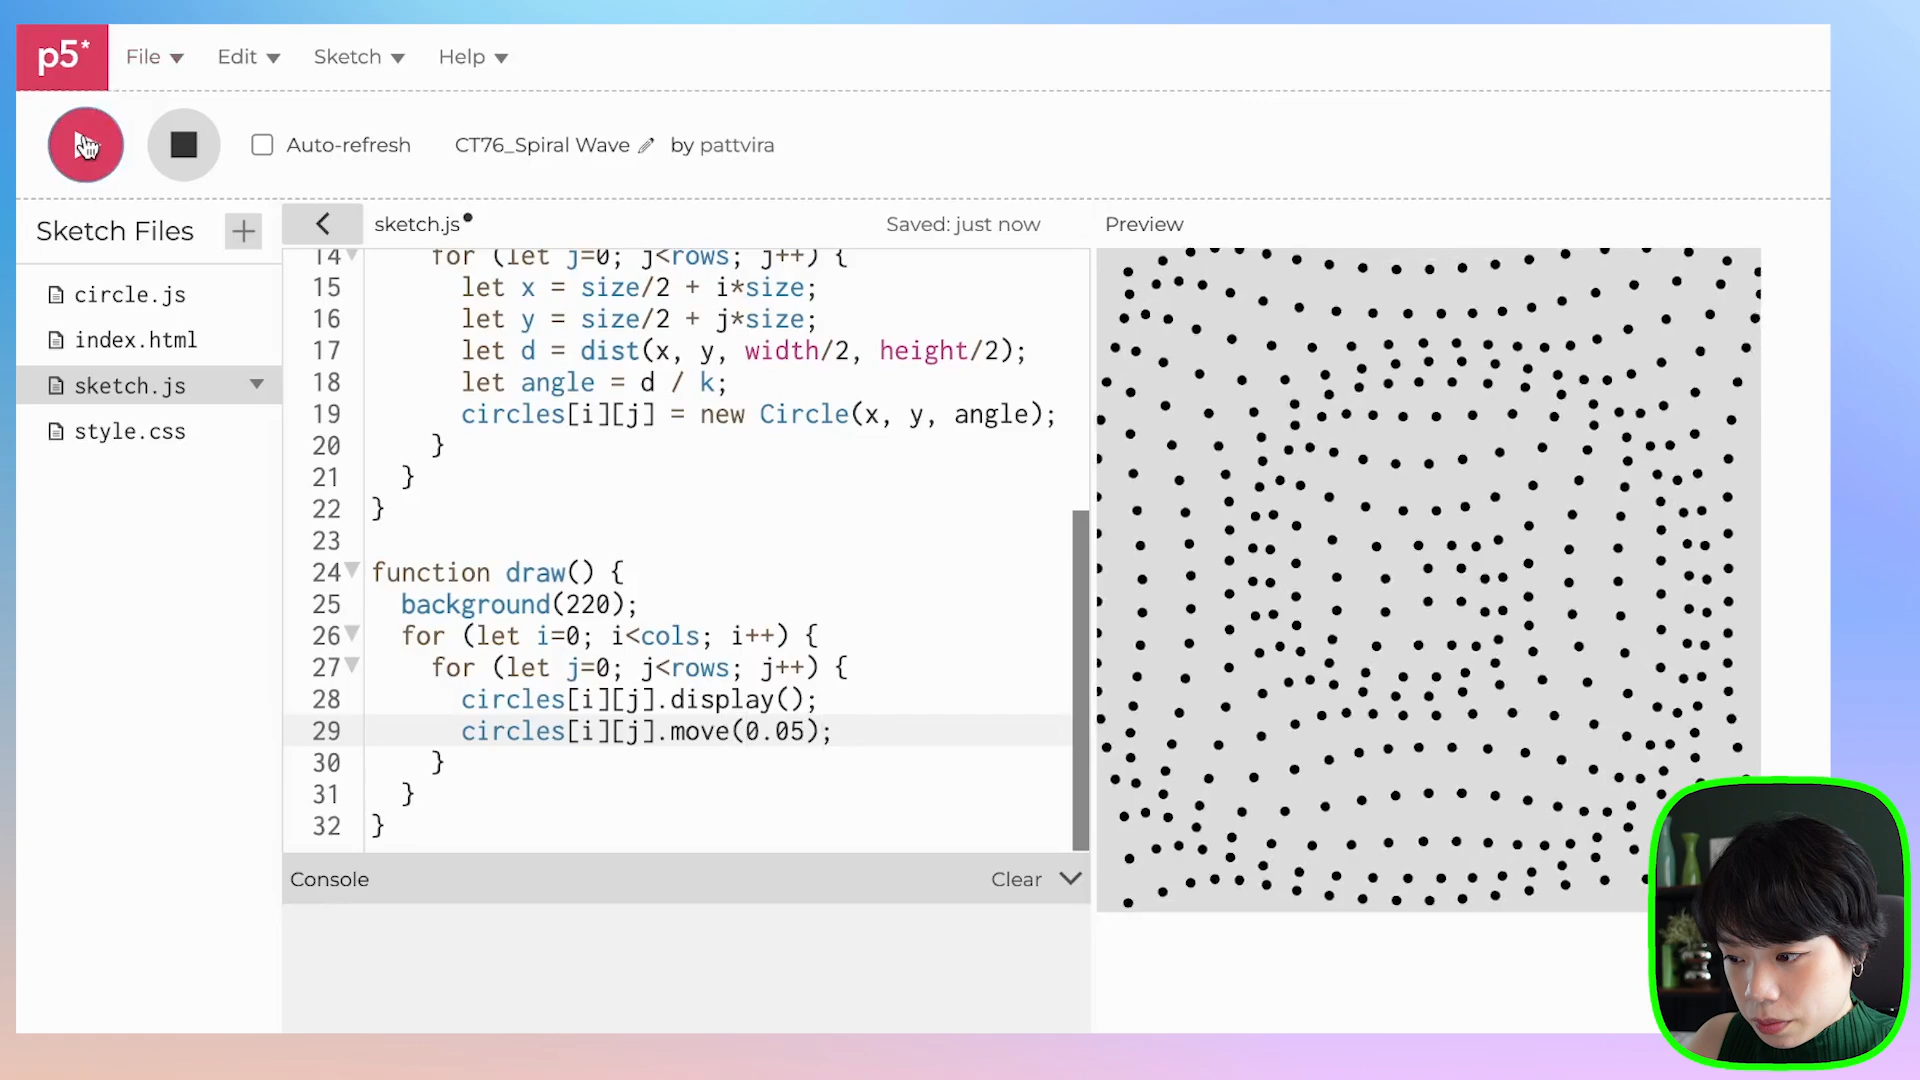 p5*
File
Edit
Sketch
Help
Auto-refresh
CT76_Spiral Wave
by pattvira
Sketch Files
+
circle.js
index.html
sketch.js
style.css
sketch.js
Saved: just now
14 for (let j=0; j<rows; j++) {
15 let x = size/2 + i*size;
16 let y = size/2 + j*size;
17 let d = dist(x, y, width/2, height/2);
18 let angle = d / k;
19 circles[i][j] = new Circle(x, y, angle);
20 }
21 }
22 }
23
24 function draw() {
25 background(220);
26 for (let i=0; i<cols; i++) {
27 for (let j=0; j<rows; j++) {
28 circles[i][j].display();
29 circles[i][j].move(0.05);
30 }
31 }
32 }
Console
Clear
Preview